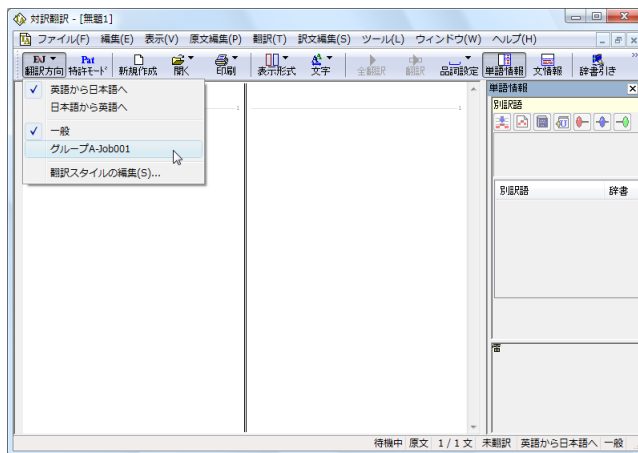 対訳翻訳 - [無題1]
ファイル(F) 編集(E) 表示(V) 原文編集(P) 翻訳(T) 訳文編集(S) ツール(L) ウィンドウ(W) ヘルプ(H)
EJ Pat
翻訳方向 特許モード 新規作成 開く 印刷 表示形式 文字 全翻訳 翻訳 品詞設定 単語情報 文情報 辞書引き
英語から日本語へ
日本語から英語へ
一般
グループA-Job001
翻訳スタイルの編集(S)...
1 1
単語情報
別訳語
別訳語 辞書
待機中 原文 1 / 1 文 未翻訳 英語から日本語へ 一般